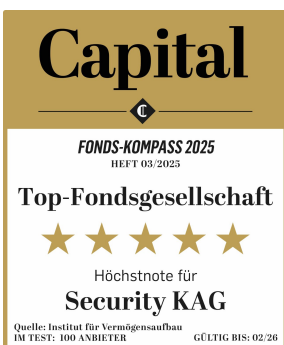 Capital
FONDS-KOMPASS 2025
HEFT 03/2025
Top-Fondsgesellschaft
Höchstnote für
Security KAG
Quelle: Institut für Vermögensaufbau
IM TEST: 100 ANBIETER GÜLTIG BIS: 02/26